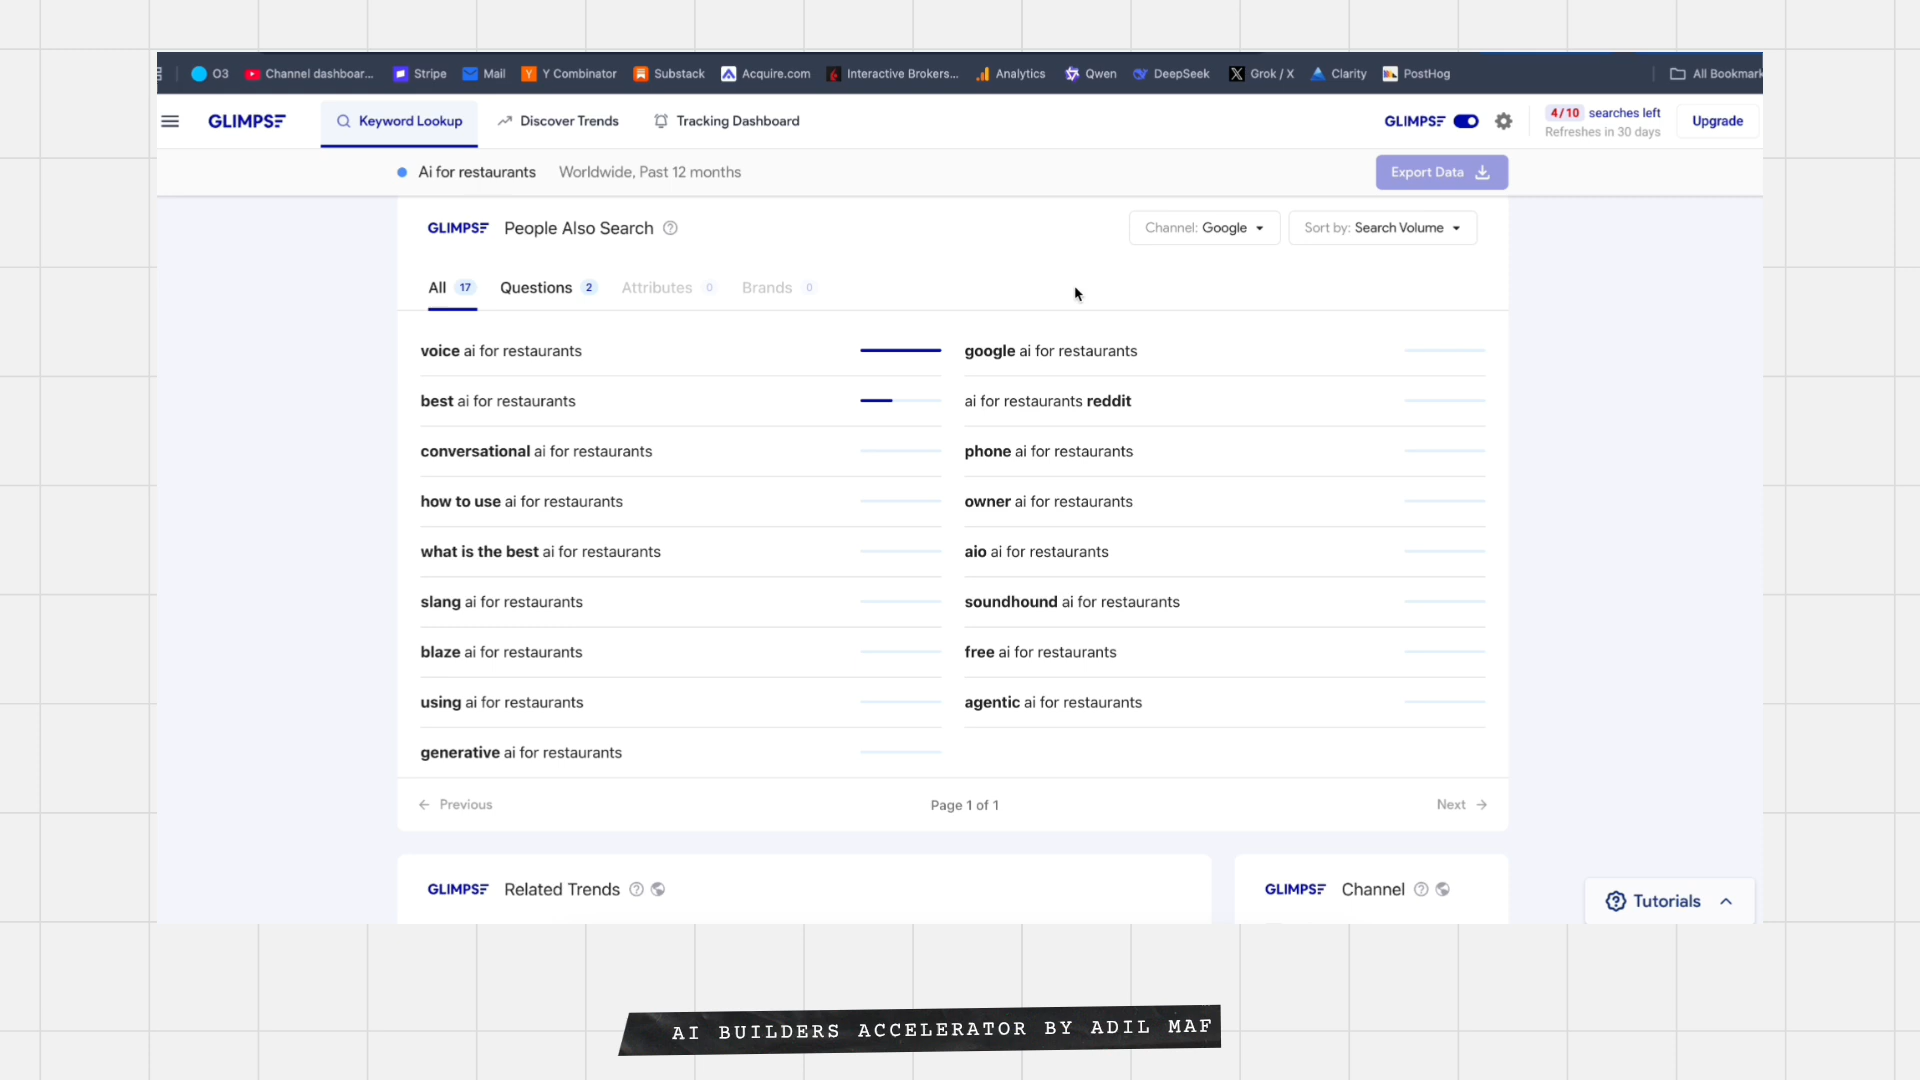 O3 Channel dashboar... Stripe Mail Y Combinator Substack Acquire.com Interactive Brokers... Analytics Qwen DeepSeek Grok / X Clarity PostHog All Bookmark
GLIMPSE Keyword Lookup Discover Trends Tracking Dashboard GLIMPSE 4/10 searches left Upgrade
Refreshes in 30 days
Ai for restaurants Worldwide, Past 12 months Export Data
GLIMPSE People Also Search Channel: Google Sort by: Search Volume
All 17 Questions 2 Attributes 0 Brands 0
voice ai for restaurants
best ai for restaurants
conversational ai for restaurants
how to use ai for restaurants
what is the best ai for restaurants
slang ai for restaurants
blaze ai for restaurants
using ai for restaurants
generative ai for restaurants
google ai for restaurants
ai for restaurants reddit
phone ai for restaurants
owner ai for restaurants
aio ai for restaurants
soundhound ai for restaurants
free ai for restaurants
agentic ai for restaurants
Previous Page 1 of 1 Next
GLIMPSE Related Trends
GLIMPSE Channel
Tutorials
AI BUILDERS ACCELERATOR BY ADIL MAF